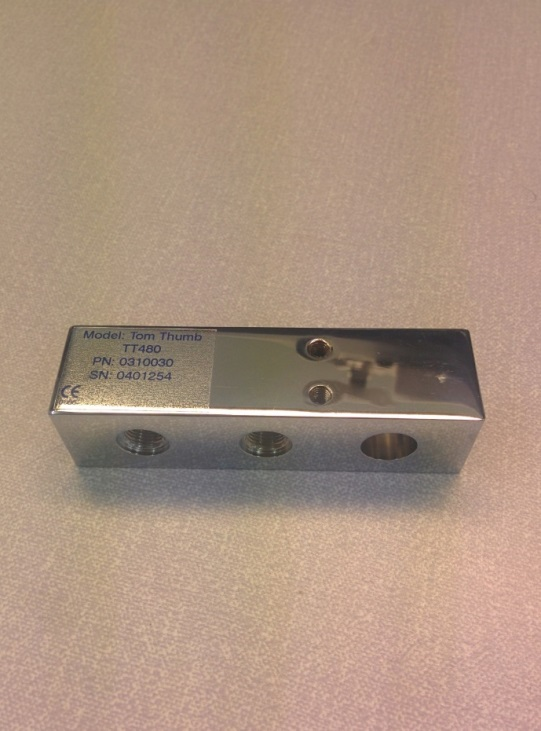 Model: Tom Thumb
TT480
PN: 0310030
SN: 0401254
CE